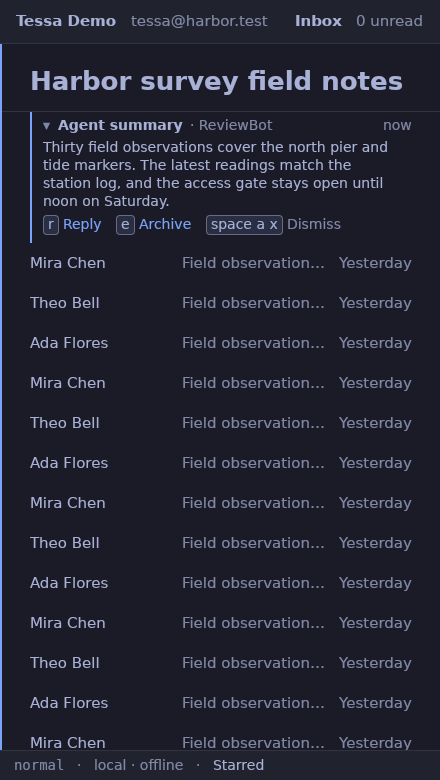 Tessa Demo tessa@harbor.test Inbox 0 unread
Harbor survey field notes
▾ Agent summary · ReviewBot now
Thirty field observations cover the north pier and
tide markers. The latest readings match the
station log, and the access gate stays open until
noon on Saturday.
r Reply e Archive space a x Dismiss
Mira Chen Field observation… Yesterday
Theo Bell Field observation… Yesterday
Ada Flores Field observation… Yesterday
Mira Chen Field observation… Yesterday
Theo Bell Field observation… Yesterday
Ada Flores Field observation… Yesterday
Mira Chen Field observation… Yesterday
Theo Bell Field observation… Yesterday
Ada Flores Field observation… Yesterday
Mira Chen Field observation… Yesterday
Theo Bell Field observation… Yesterday
Ada Flores Field observation… Yesterday
Mira Chen Field observation… Yesterday
normal · local · offline · Starred